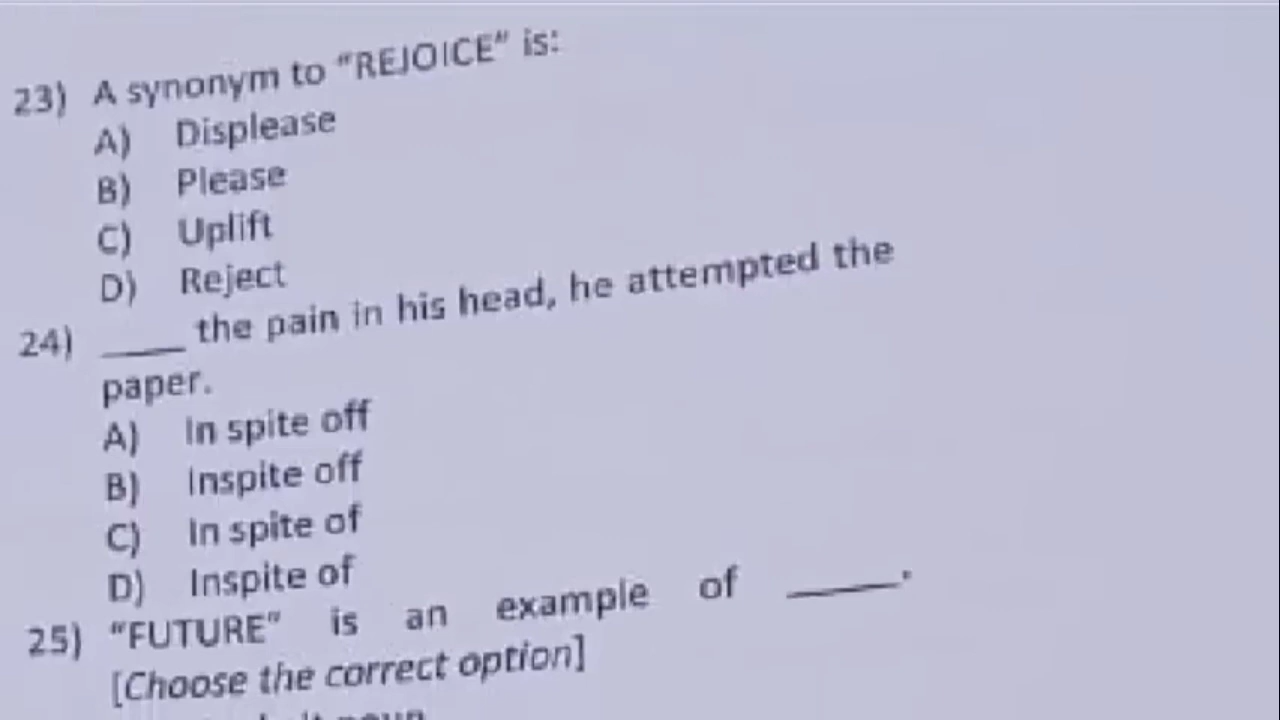 23) A synonym to "REJOICE" is:
A) Displease
B) Please
C) Uplift
D) Reject
24) ____ the pain in his head, he attempted the
paper.
A) In spite off
B) Inspite off
C) In spite of
D) Inspite of
25) "FUTURE" is an example of ____.
[Choose the correct option]
noun